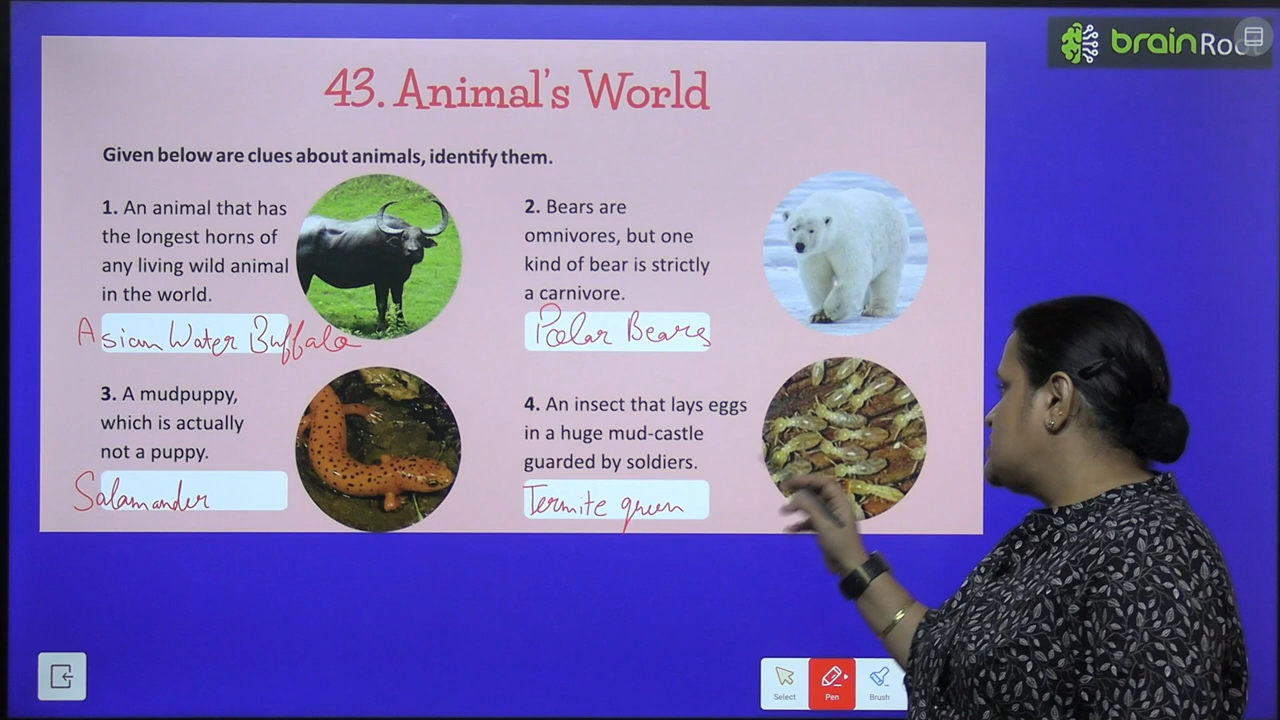 brainRoot
43. Animal's World
Given below are clues about animals, identify them.
1. An animal that has
the longest horns of
any living wild animal
in the world.
Asian Water Buffalo
2. Bears are
omnivores, but one
kind of bear is strictly
a carnivore.
Polar Bears
3. A mudpuppy,
which is actually
not a puppy.
Salamander
4. An insect that lays eggs
in a huge mud-castle
guarded by soldiers.
Termite queen
Select
Pen
Brush